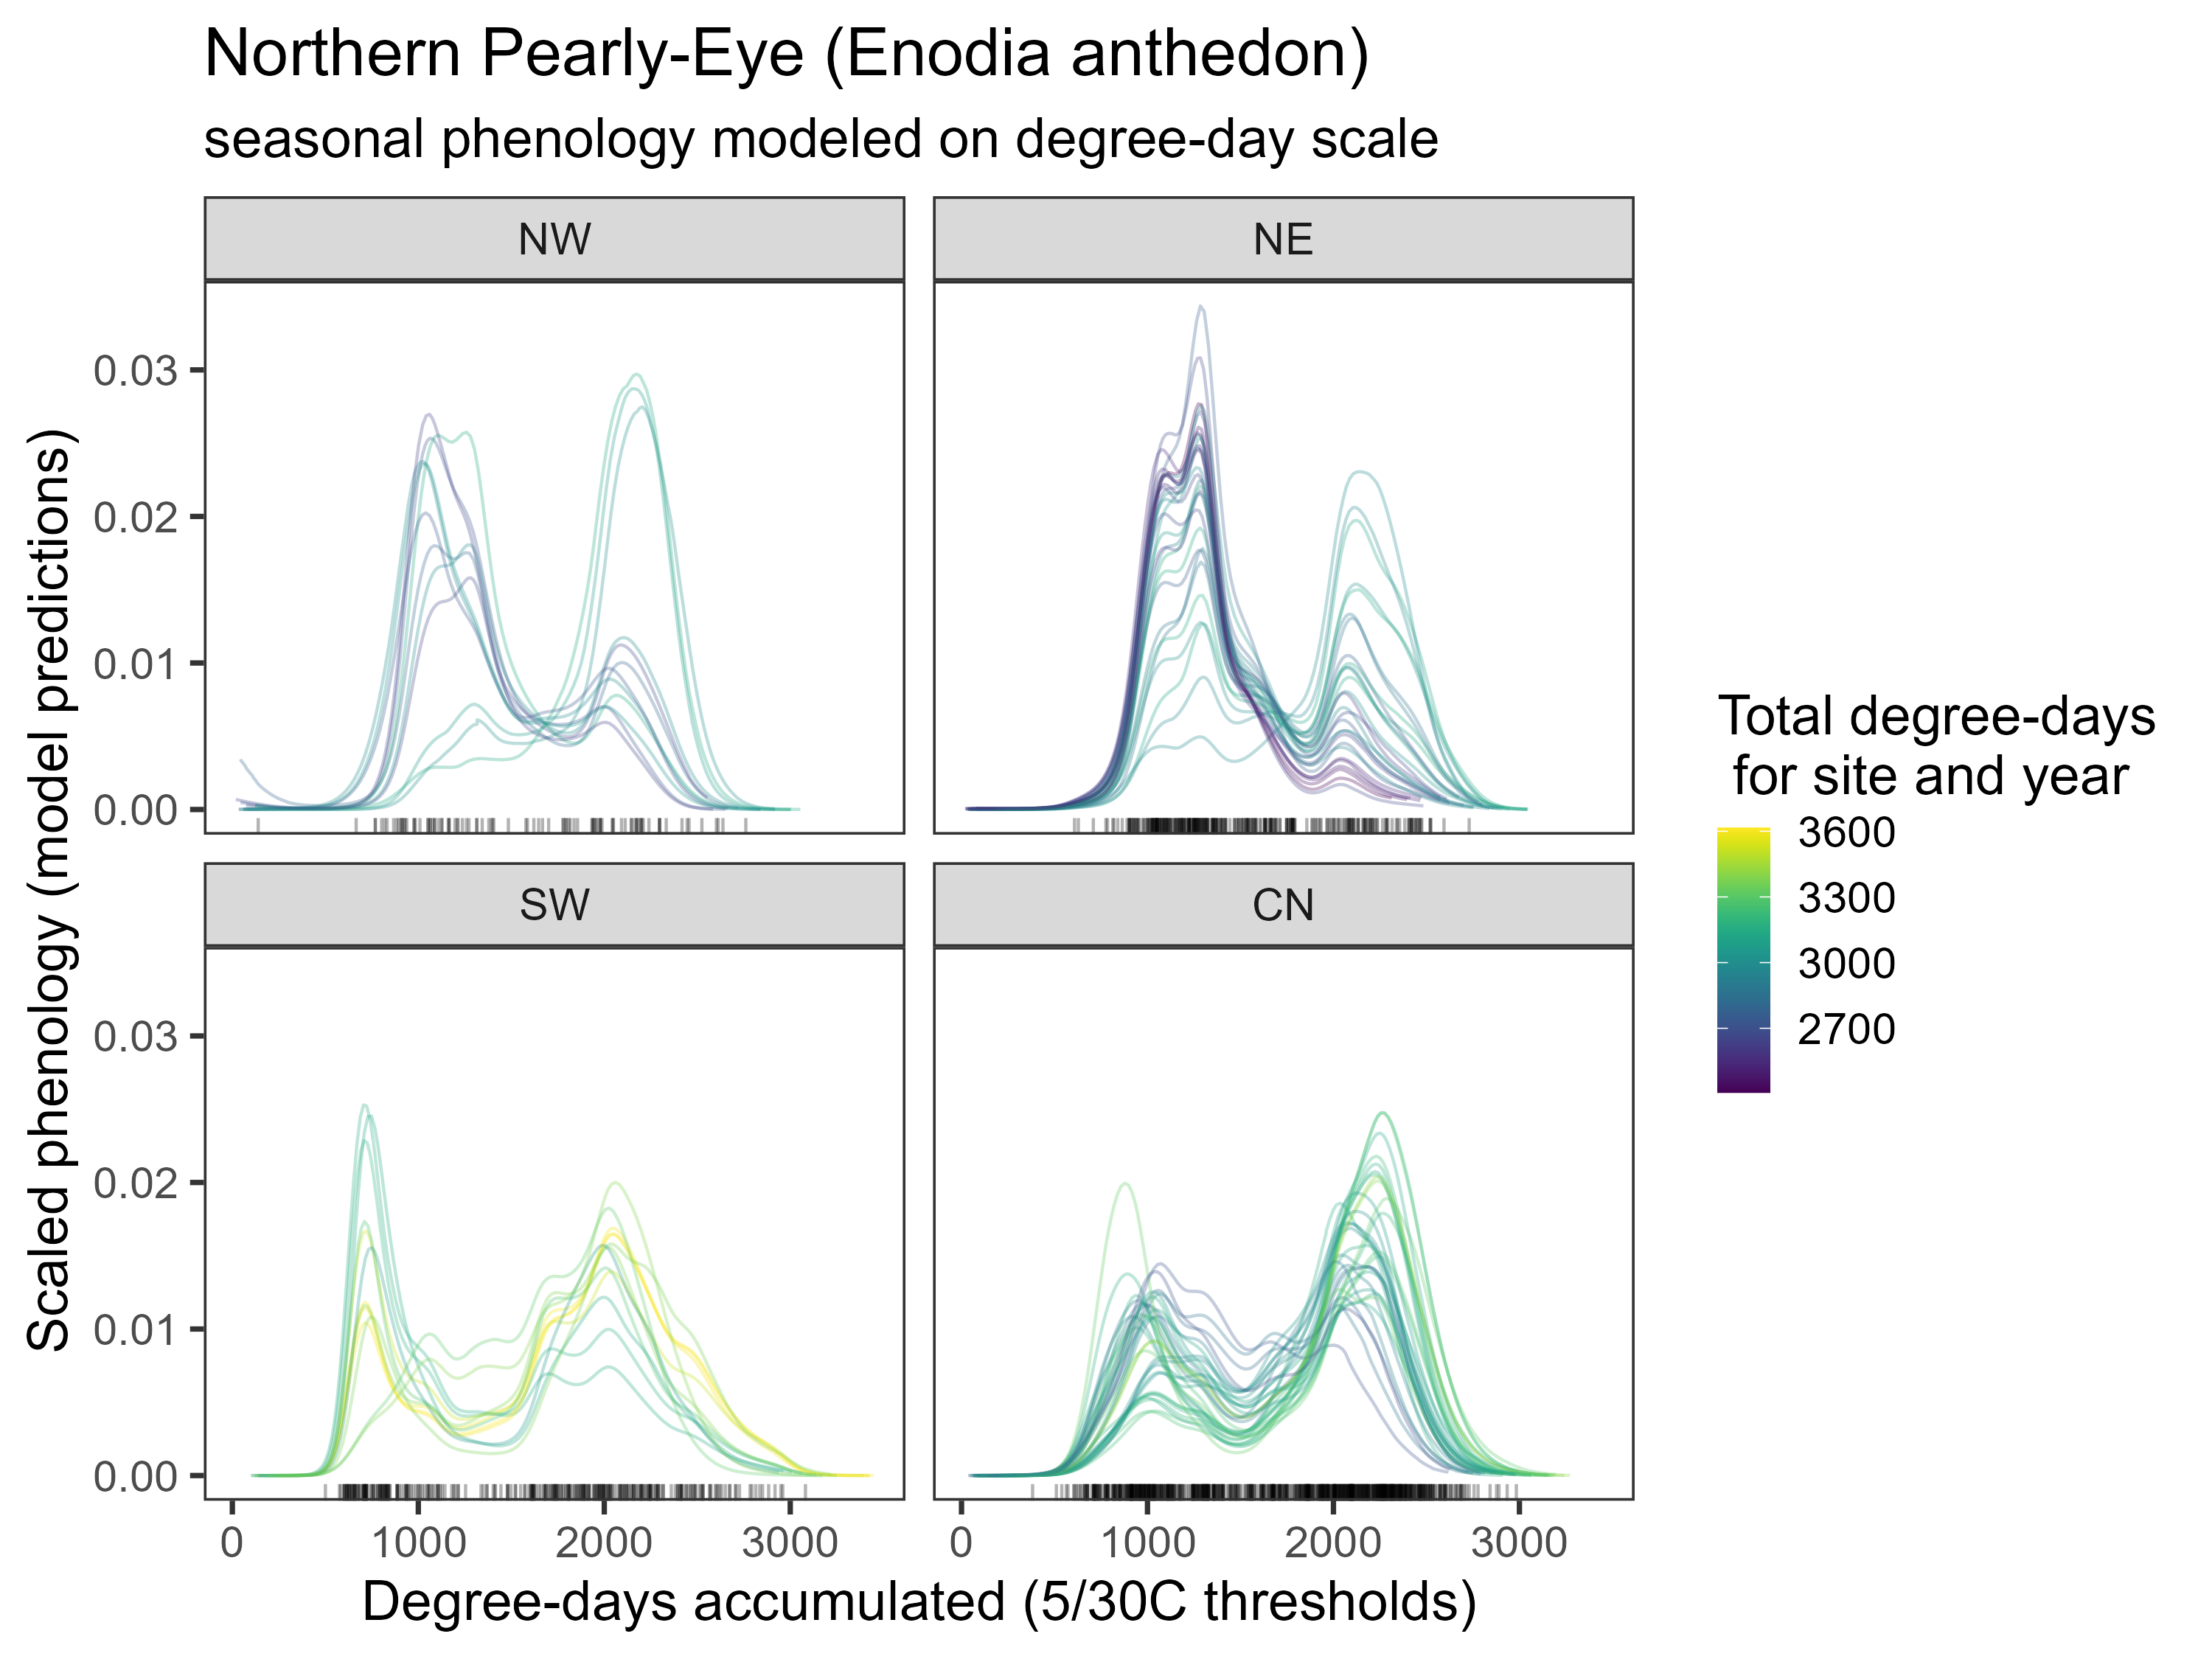 Northern Pearly-Eye (Enodia anthedon)
seasonal phenology modeled on degree-day scale
NW
NE
0.03
0.02
0.01
0.00
SW
CN
0.03
0.02
0.01
0.00
0
1000
2000
3000
0
1000
2000
3000
Degree-days accumulated (5/30C thresholds)
Scaled phenology (model predictions)
Total degree-days
for site and year
3600
3300
3000
2700